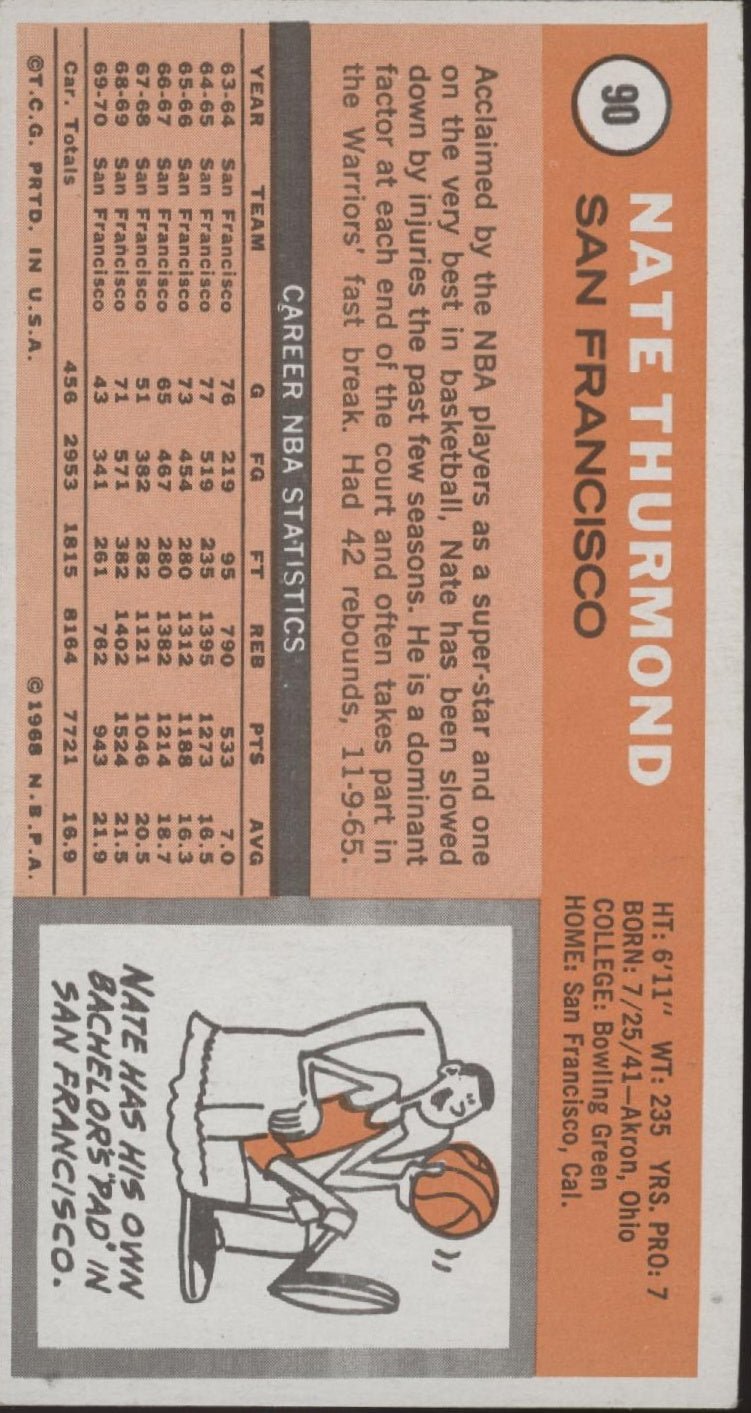 90
NATE THURMOND
SAN FRANCISCO
HT: 6'11" WT: 235 YRS. PRO: 7
BORN: 7/25/41—Akron, Ohio
COLLEGE: Bowling Green
HOME: San Francisco, Cal.
Acclaimed by the NBA players as a super-star and one
on the very best in basketball, Nate has been slowed
down by injuries the past few seasons. He is a dominant
factor at each end of the court and often takes part in
the Warriors' fast break. Had 42 rebounds, 11-9-65.
CAREER NBA STATISTICS
YEAR TEAM G FG FT REB PTS AVG
63-64 San Francisco 76 219 95 790 533 7.0
64-65 San Francisco 77 519 235 1395 1273 16.5
65-66 San Francisco 73 454 280 1312 1188 16.3
66-67 San Francisco 65 467 280 1382 1214 18.7
67-68 San Francisco 51 382 282 1121 1046 20.5
68-69 San Francisco 71 571 382 1402 1524 21.5
69-70 San Francisco 43 341 261 762 943 21.9
Car. Totals 456 2953 1815 8164 7721 16.9
©T.C.G. PRTD. IN U.S.A. ©1968 N.B.P.A.
NATE HAS HIS OWN
BACHELOR'S "PAD" IN
SAN FRANCISCO.